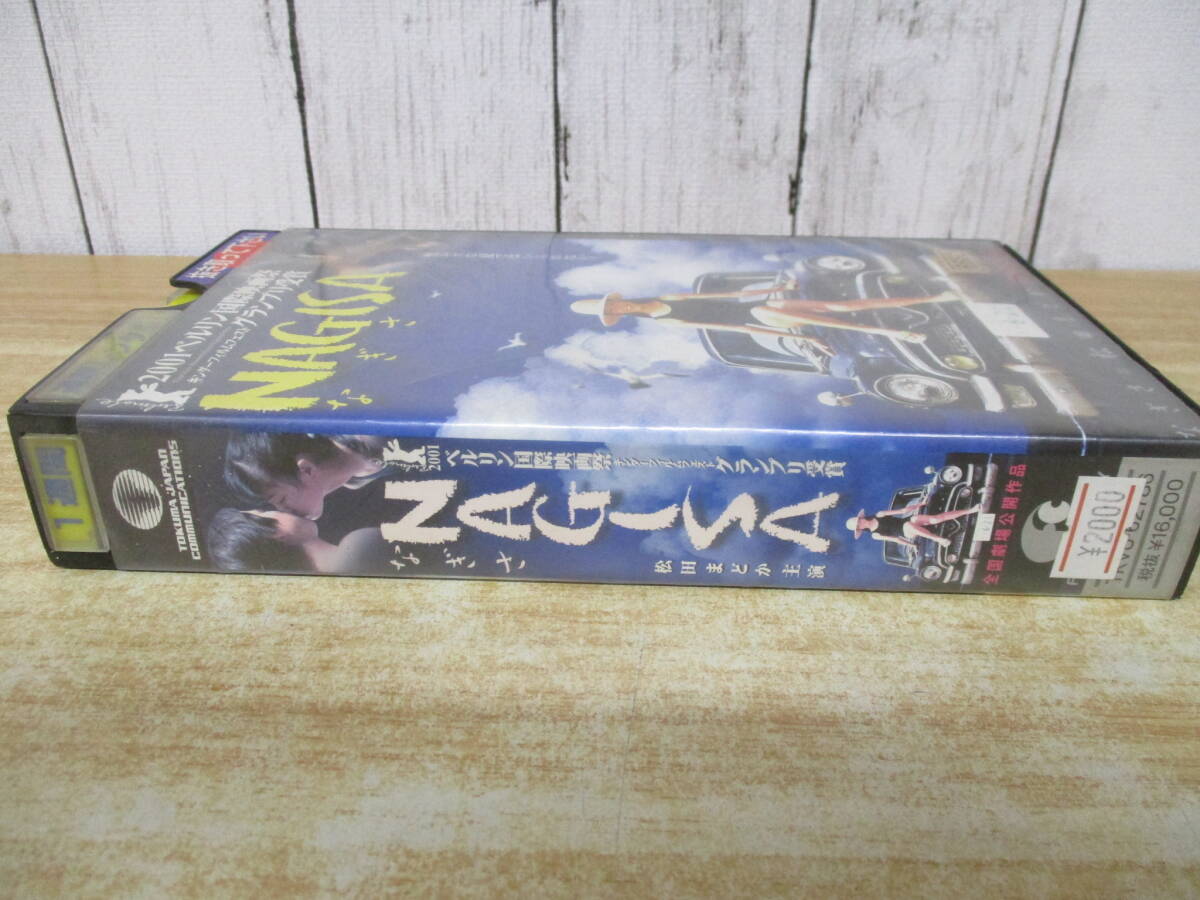 2001ベルリン国際映画祭
キンダーフィルムフェストグランプリ受賞
NAGISA
なぎさ
1週間
TOKUMA JAPAN
COMMUNICATIONS
2001
ベルリン国際映画祭
キンダーフィルムフェスト
グランプリ受賞
NAGISA
なぎさ
松田まどか主演
全国劇場公開作品
¥2000
税抜 ¥16,000